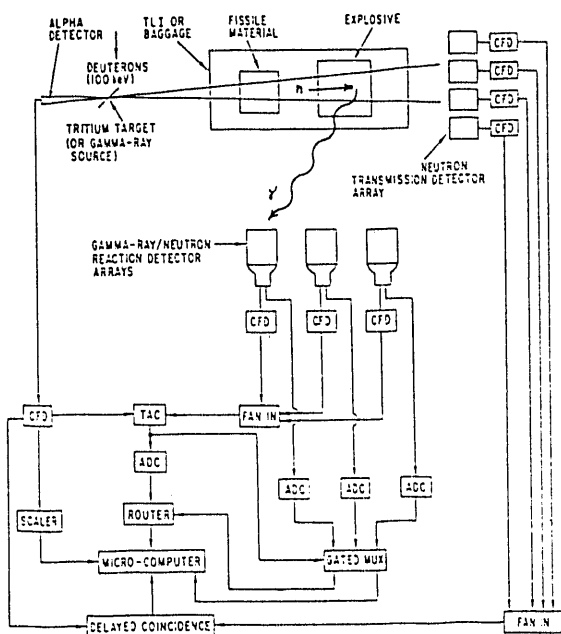 ALPHA
DETECTOR
DEUTERONS
(100 keV)
TLI OR
BAGGAGE
FISSILE
MATERIAL
EXPLOSIVE
n
CFD
CFD
CFD
CFD
TRITIUM TARGET
(OR GAMMA-RAY
SOURCE)
NEUTRON
TRANSMISSION DETECTOR
ARRAY
γ
GAMMA-RAY/NEUTRON
REACTION DETECTOR
ARRAYS
CFD
CFD
CFD
CFD
TAC
FAN IN
ADC
ADC
ADC
ADC
SCALER
ROUTER
MICRO-COMPUTER
GATED MUX
DELAYED COINCIDENCE
FAN IN